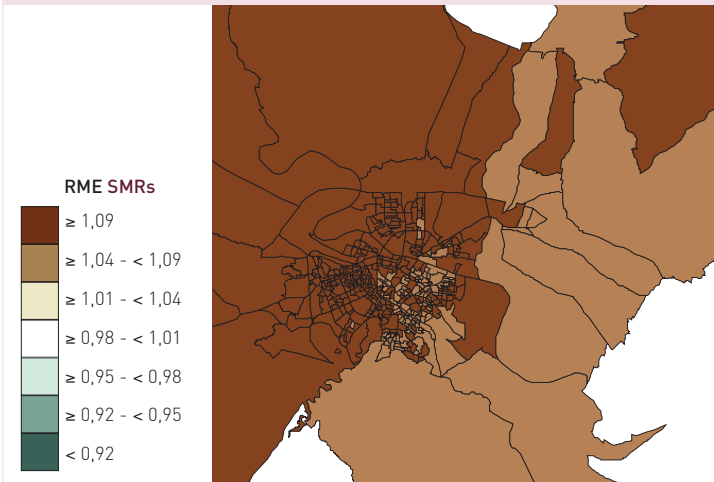 RME SMRs
≥ 1,09
≥ 1,04 - < 1,09
≥ 1,01 - < 1,04
≥ 0,98 - < 1,01
≥ 0,95 - < 0,98
≥ 0,92 - < 0,95
< 0,92